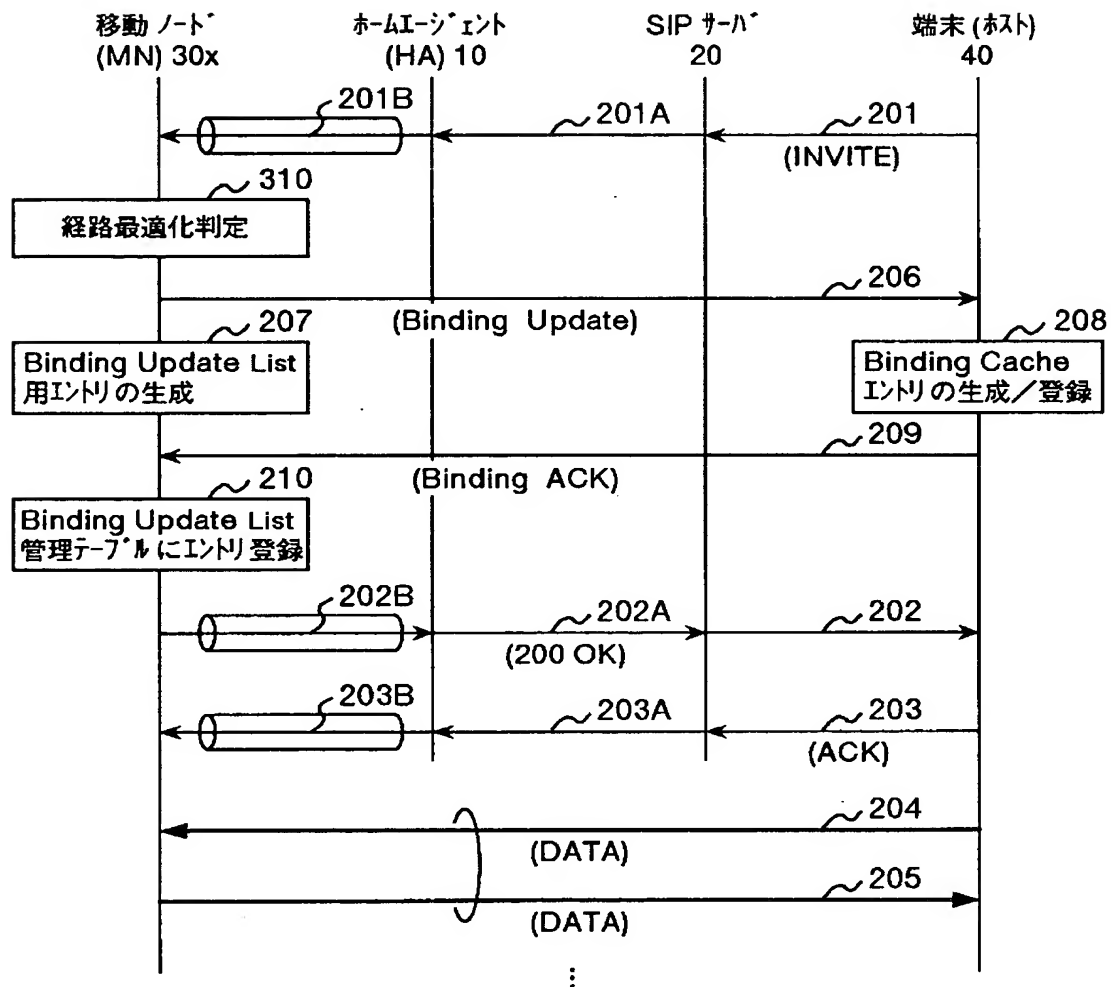 移動ノード
(MN) 30x
ホームエージェント
(HA) 10
SIP サーバ
20
端末 (ホスト)
40
201B
201A
201
(INVITE)
310
経路最適化判定
206
(Binding Update)
207
Binding Update List
用エントリの生成
208
Binding Cache
エントリの生成/登録
209
(Binding ACK)
210
Binding Update List
管理テーブルにエントリ登録
202B
202A
202
(200 OK)
203B
203A
203
(ACK)
204
(DATA)
205
(DATA)
⋮